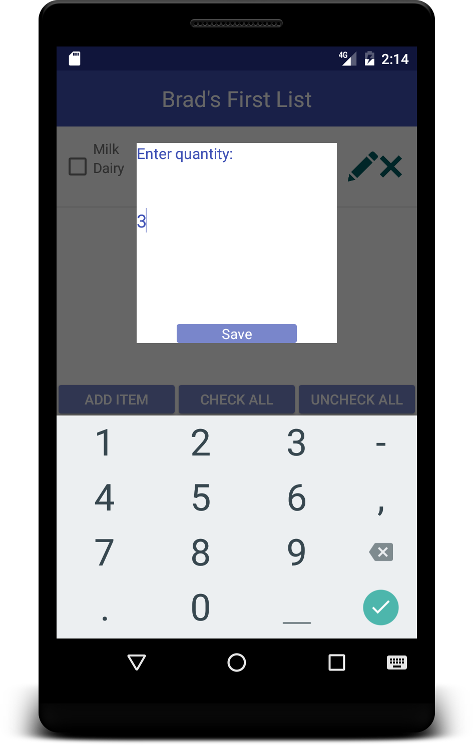 4G 2:14
Brad's First List
Milk
Dairy
Enter quantity:
3
Save
ADD ITEM CHECK ALL UNCHECK ALL
1 2 3 -
4 5 6 ,
7 8 9
. 0 _